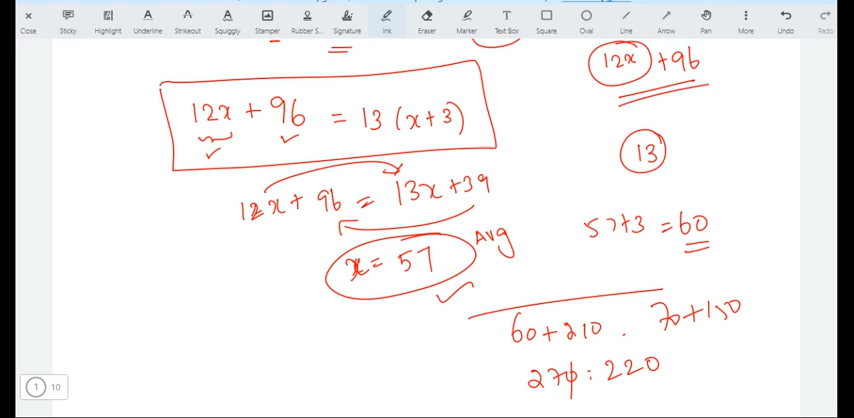 Close Sticky Highlight Underline Strikeout Squiggly Stamper Rubber S... Signature Ink Eraser Marker Text Box Square Oval Line Arrow Pan More Undo Redo
12x + 96 = 13 (x+3)
12x + 96
13
12x + 96 = 13x + 39
57+3 = 60
x = 57 Avg
60+210 . 70+150
270 : 220
1 10